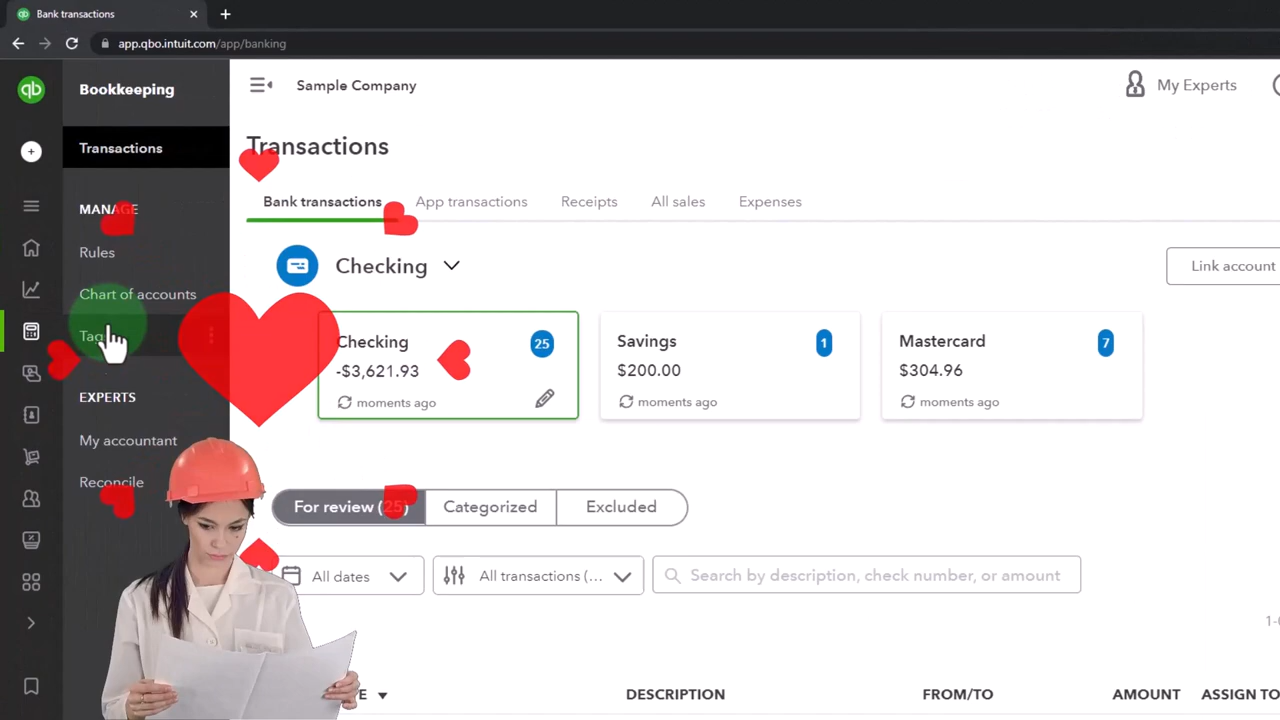 Bank transactions
app.qbo.intuit.com/app/banking
qb
Bookkeeping
Sample Company
My Experts
Transactions
MANAGE
Rules
Chart of accounts
EXPERTS
My accountant
Reconcile
Transactions
Bank transactions App transactions Receipts All sales Expenses
Checking
Link account
Checking 25
-$3,621.93
moments ago
Savings 1
$200.00
moments ago
Mastercard 7
$304.96
moments ago
For review (25) Categorized Excluded
All dates All transactions (... Search by description, check number, or amount
DESCRIPTION FROM/TO AMOUNT ASSIGN TO